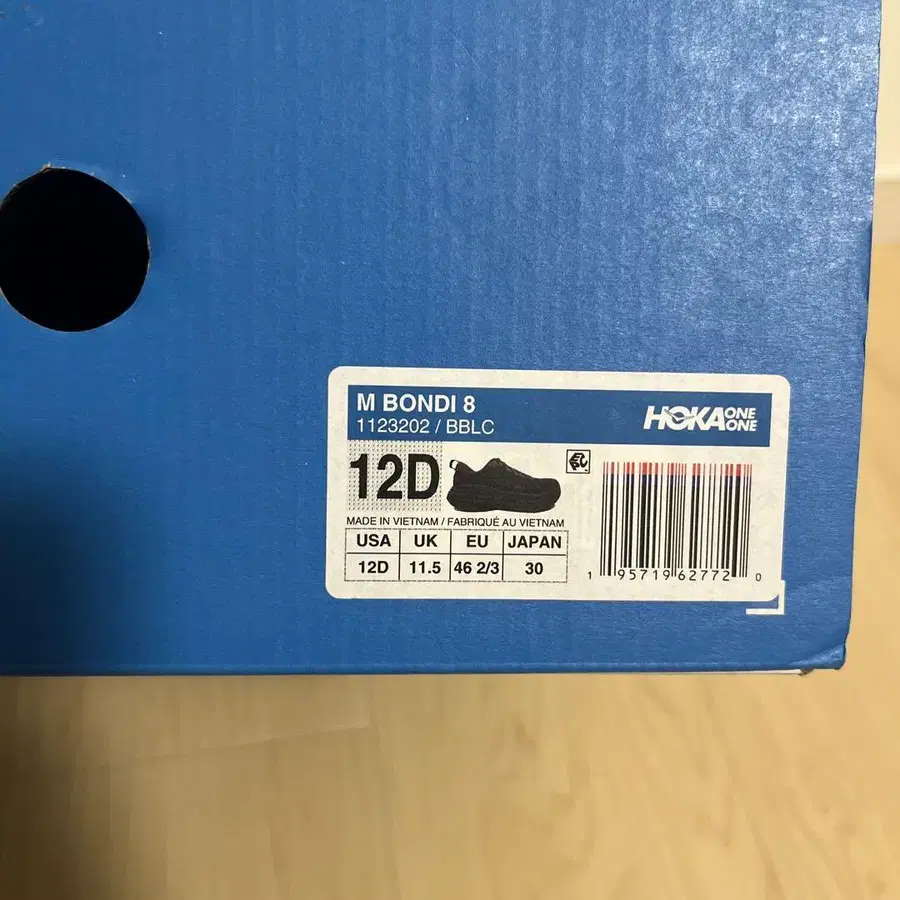 M BONDI 8
1123202 / BBLC
HOKA ONE ONE
12D
EPC
MADE IN VIETNAM / FABRIQUÉ AU VIETNAM
USA UK EU JAPAN
12D 11.5 46 2/3 30
1 95719 62772 0